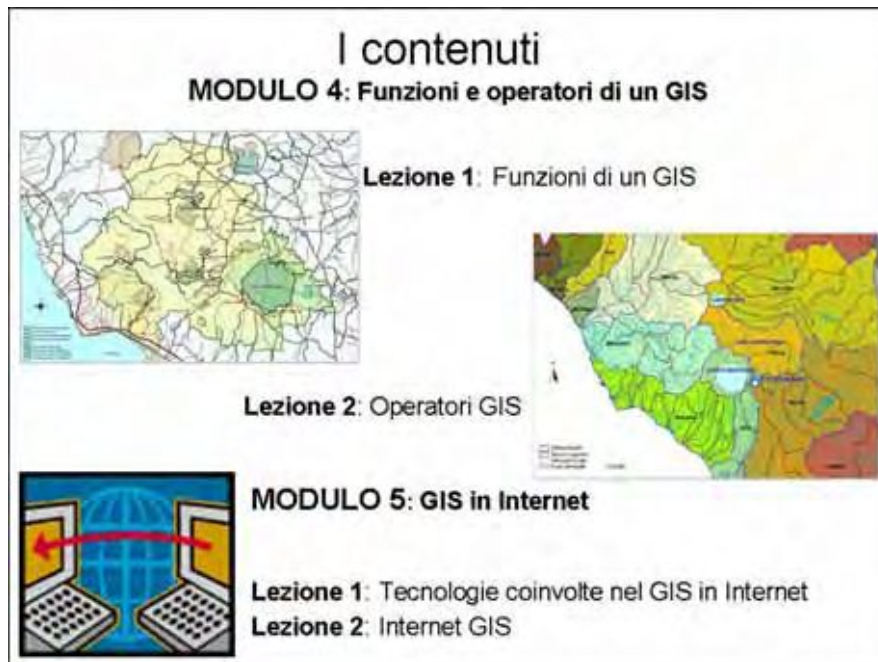 I contenuti
MODULO 4: Funzioni e operatori di un GIS
Lezione 1: Funzioni di un GIS
Lezione 2: Operatori GIS
MODULO 5: GIS in Internet
Lezione 1: Tecnologie coinvolte nel GIS in Internet
Lezione 2: Internet GIS